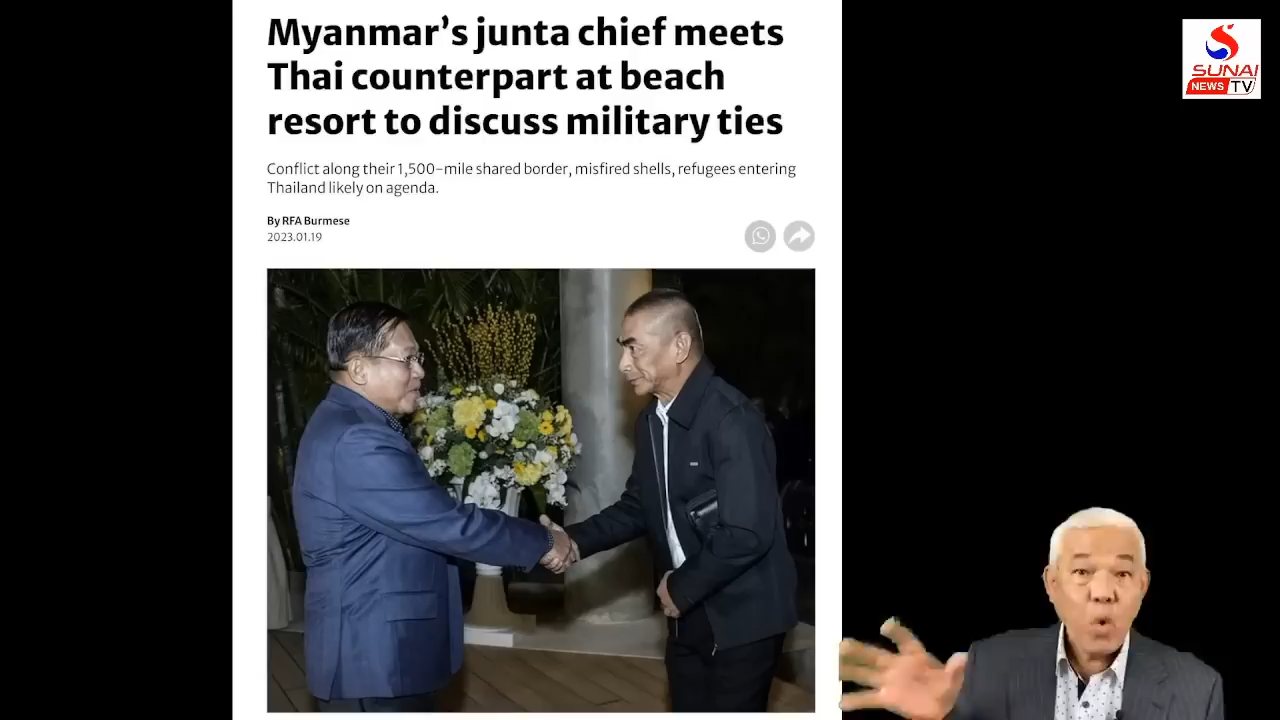 Myanmar's junta chief meets
Thai counterpart at beach
resort to discuss military ties
Conflict along their 1,500-mile shared border, misfired shells, refugees entering
Thailand likely on agenda.
By RFA Burmese
2023.01.19
SUNAI
NEWS TV